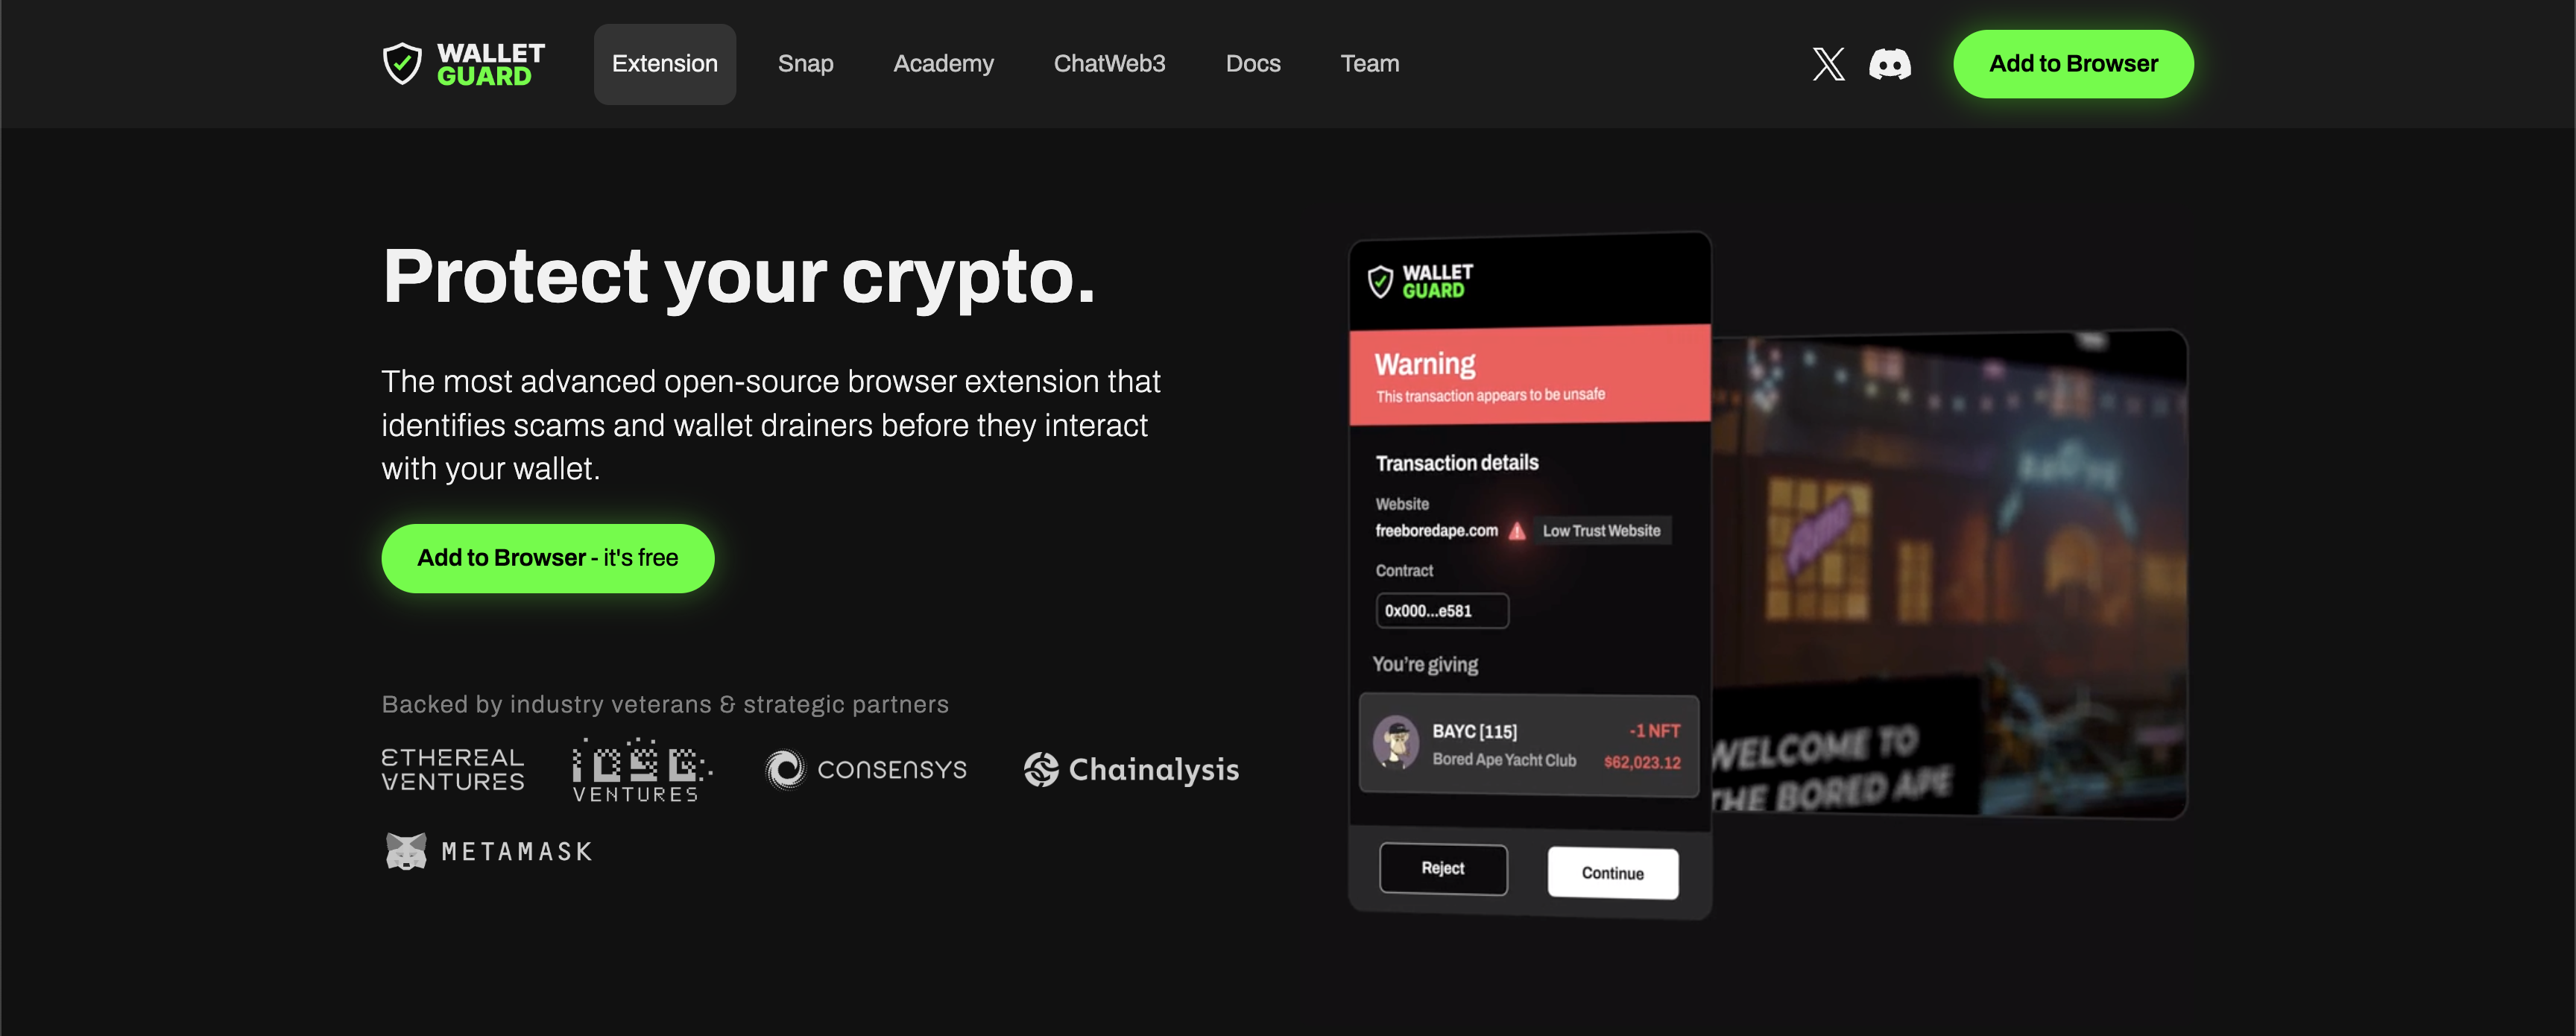 WALLET
GUARD
Extension
Snap
Academy
ChatWeb3
Docs
Team
Add to Browser
Protect your crypto.
The most advanced open-source browser extension that
identifies scams and wallet drainers before they interact
with your wallet.
Add to Browser - it's free
Backed by industry veterans & strategic partners
ETHEREAL
VENTURES
VENTURES
CONSENSYS
Chainalysis
METAMASK
WALLET
GUARD
Warning
This transaction appears to be unsafe
Transaction details
Website
freeboredape.com
Low Trust Website
Contract
0x000...e581
You're giving
BAYC [115]
-1 NFT
Bored Ape Yacht Club
$62,023.12
Reject
Continue
WELCOME TO
THE BORED APE